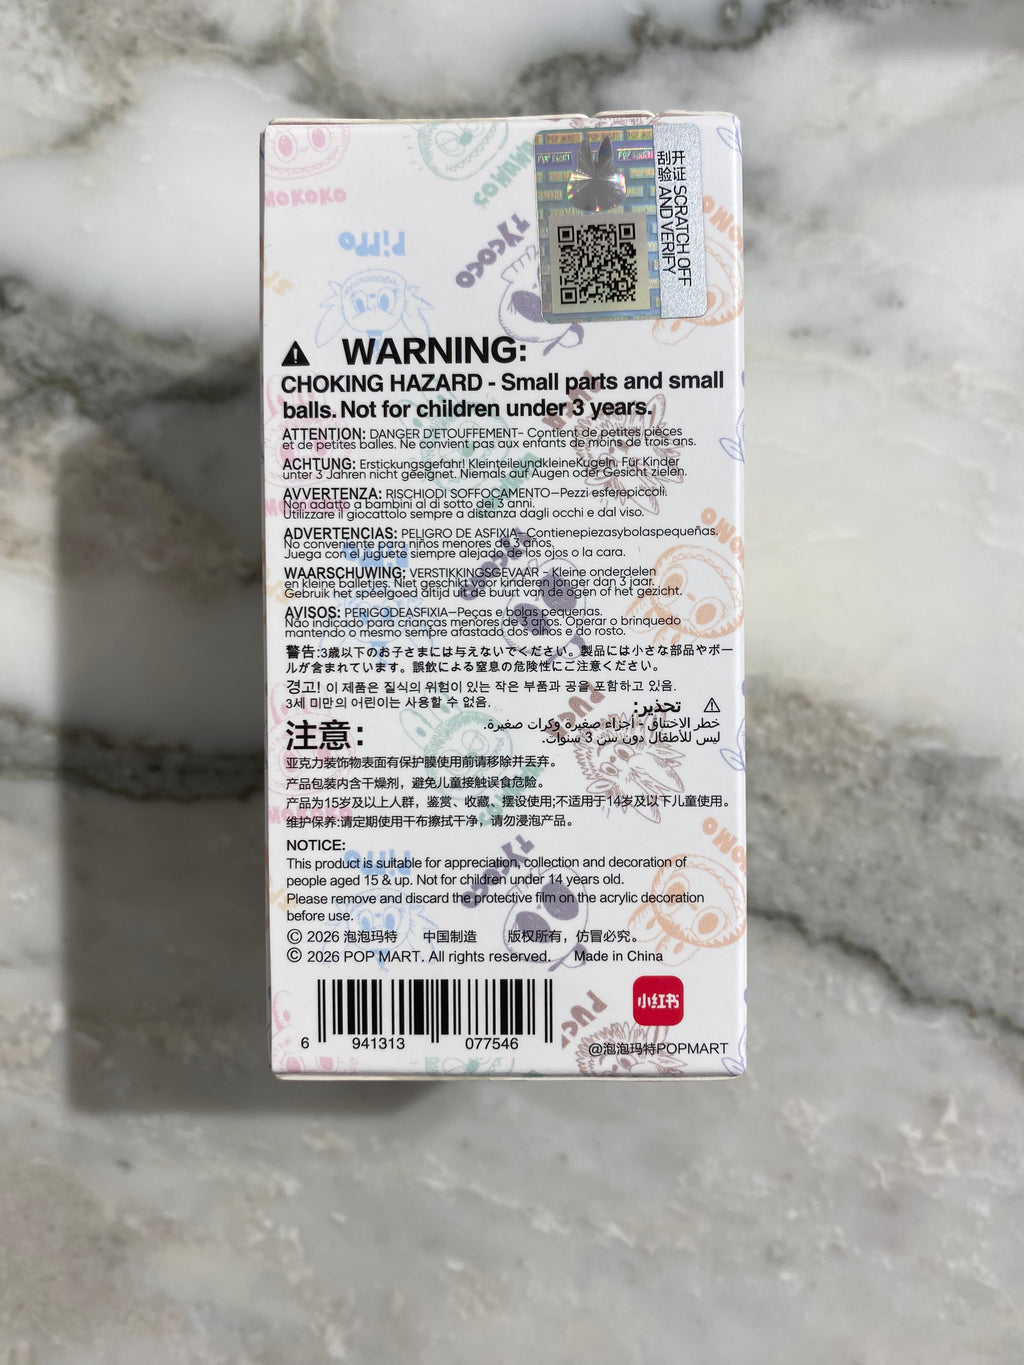 MOKOKO
COWAWA
PiPPo
TyCOCO
开证 SCRATCH OFF
刮验 AND VERIFY
POP MART
WARNING:
CHOKING HAZARD - Small parts and small
balls. Not for children under 3 years.
ATTENTION: DANGER D'ETOUFFEMENT- Contient de petites pièces
et de petites balles. Ne convient pas aux enfants de moins de trois ans.
ACHTUNG: Erstickungsgefahr! KleinteileundkleineKugeln. Für Kinder
unter 3 Jahren nicht geeignet. Niemals auf Augen oder Gesicht zielen.
AVVERTENZA: RISCHIODI SOFFOCAMENTO—Pezzi esferepiccoli.
Non adatto a bambini al di sotto dei 3 anni.
Utilizzare il giocattolo sempre a distanza dagli occhi e dal viso.
ADVERTENCIAS: PELIGRO DE ASFIXIA- Contienepiezasybolaspequeñas.
No conveniente para niños menores de 3 años.
Juega con el juguete siempre alejado de los ojos o la cara.
WAARSCHUWING: VERSTIKKINGSGEVAAR - Kleine onderdelen
en kleine balletjes. Niet geschikt voor kinderen jonger dan 3 jaar.
Gebruik het speelgoed altijd uit de buurt van de ogen of het gezicht.
AVISOS: PERIGODEASFIXIA—Peças e bolas pequenas.
Não indicado para crianças menores de 3 anos. Operar o brinquedo
mantendo o mesmo sempre afastado dos olhos e do rosto.
警告:3歳以下のお子さまには与えないでください。製品には小さな部品やボー
ルが含まれています。誤飲による窒息の危険性にご注意ください。
경고! 이 제품은 질식의 위험이 있는 작은 부품과 공을 포함하고 있음.
3세 미만의 어린이는 사용할 수 없음.
تحذير:
خطر الاختناق - أجزاء صغيرة وكرات صغيرة.
ليس للأطفال دون سن 3 سنوات.
注意:
亚克力装饰物表面有保护膜使用前请移除并丢弃。
产品包装内含干燥剂，避免儿童接触误食危险。
产品为15岁及以上人群，鉴赏、收藏、摆设使用;不适用于14岁及以下儿童使用。
维护保养:请定期使用干布擦拭干净，请勿浸泡产品。
NOTICE:
This product is suitable for appreciation, collection and decoration of
people aged 15 & up. Not for children under 14 years old.
Please remove and discard the protective film on the acrylic decoration
before use.
© 2026 泡泡玛特 中国制造 版权所有，仿冒必究。
© 2026 POP MART. All rights reserved. Made in China
6 941313 077546
小红书
@泡泡玛特POPMART